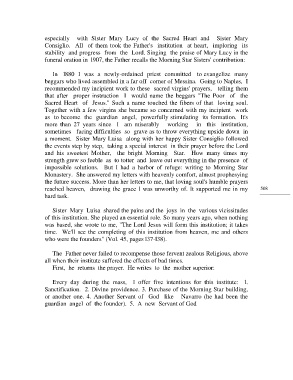 especially with Sister Mary Lucy of the Sacred Heart and Sister Mary
Consiglio. All of them took the Father's institution at heart, imploring its
stability and progress from the Lord. Singing the praise of Mary Lucy in the
funeral oration in 1907, the Father recalls the Morning Star Sisters' contribution:
In 1880 I was a newly-ordained priest committed to evangelize many
beggars who lived assembled in a far off corner of Messina. Going to Naples, I
recommended my incipient work to these sacred virgins' prayers, telling them
that after proper instruction I would name the beggars "The Poor of the
Sacred Heart of Jesus." Such a name touched the fibers of that loving soul.
Together with a few virgins she became so concerned with my incipient work
as to become the guardian angel, powerfully stimulating its formation. It's
more than 27 years since I am miserably working in this institution,
sometimes facing difficulties so grave as to throw everything upside down in
a moment. Sister Mary Luisa along with her happy Sister Consiglio followed
the events step by step, taking a special interest in their prayer before the Lord
and his sweetest Mother, the bright Morning Star. How many times my
strength grew so feeble as to totter and leave out everything in the presence of
impossible solutions. But I had a harbor of refuge: writing to Morning Star
Monastery. She answered my letters with heavenly comfort, almost prophesying
the future success. More than her letters to me, that loving soul's humble prayers
reached heaven, drawing the grace I was unworthy of. It supported me in my
hard task.
568
Sister Mary Luisa shared the pains and the joys in the various vicissitudes
of this institution. She played an essential role. So many years ago, when nothing
was based, she wrote to me, "The Lord Jesus will form this institution; it takes
time. We'll see the completing of this institution from heaven, me and others
who were the founders" (Vol. 45, pages 137-138).
The Father never failed to recompense these fervent zealous Religious, above
all when their institute suffered the effects of bad times.
First, he returns the prayer. He writes to the mother superior:
Every day during the mass, I offer five intentions for this institute: 1.
Sanctification. 2. Divine providence. 3. Purchase of the Morning Star building,
or another one. 4. Another Servant of God like Navarro (he had been the
guardian angel of the founder). 5. A new Servant of God.